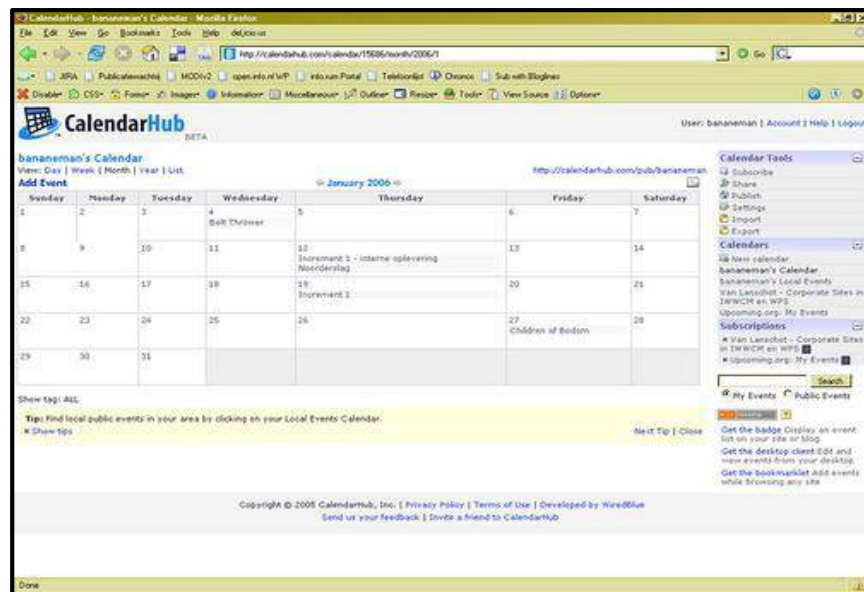 CalendarHub - bananeman's Calendar - Mozilla Firefox
File Edit View Go Bookmarks Tools Help del.icio.us
http://calendarhub.com/calendar/15686/month/2006/1 Go
JIRA Publicatiemachtig MODIv2 open.info.nl WP info.nam Portal Telefoonlijst Chronos Sub with Bloglines
Disable CSS Forms Images Information Miscellaneous Outline Resize Tools View Source Options
CalendarHub
BETA
User: bananeman | Account | Help | Logout
bananeman's Calendar
View: Day | Week | Month | Year | List
http://calendarhub.com/pub/bananeman
Add Event
January 2006
Sunday Monday Tuesday Wednesday Thursday Friday Saturday
1 2 3 4 5 6 7
Bolt Thrower
8 9 10 11 12 13 14
Increment 1 - interne oplevering
Noorderslag
15 16 17 18 19 20 21
Increment 1
22 23 24 25 26 27 28
Children of Bodom
29 30 31
Show tag: ALL
Tip: Find local public events in your area by clicking on your Local Events Calendar.
Show tips
Next Tip | Close
Calendar Tools
Subscribe
Share
Publish
Settings
Import
Export
Calendars
New calendar
bananeman's Calendar
bananeman's Local Events
Van Lanschot - Corporate Sites in
IWWCM en WPS
Upcoming.org: My Events
Subscriptions
Van Lanschot - Corporate Sites
in IWWCM en WPS
Upcoming.org: My Events
Search
My Events Public Events
Get the badge Display an event
list on your site or blog
Get the desktop client Edit and
view events from your desktop
Get the bookmarklet Add events
while browsing any site
Copyright © 2005 CalendarHub, Inc. | Privacy Policy | Terms of Use | Developed by WiredBlue
Send us your feedback | Invite a friend to CalendarHub
Done